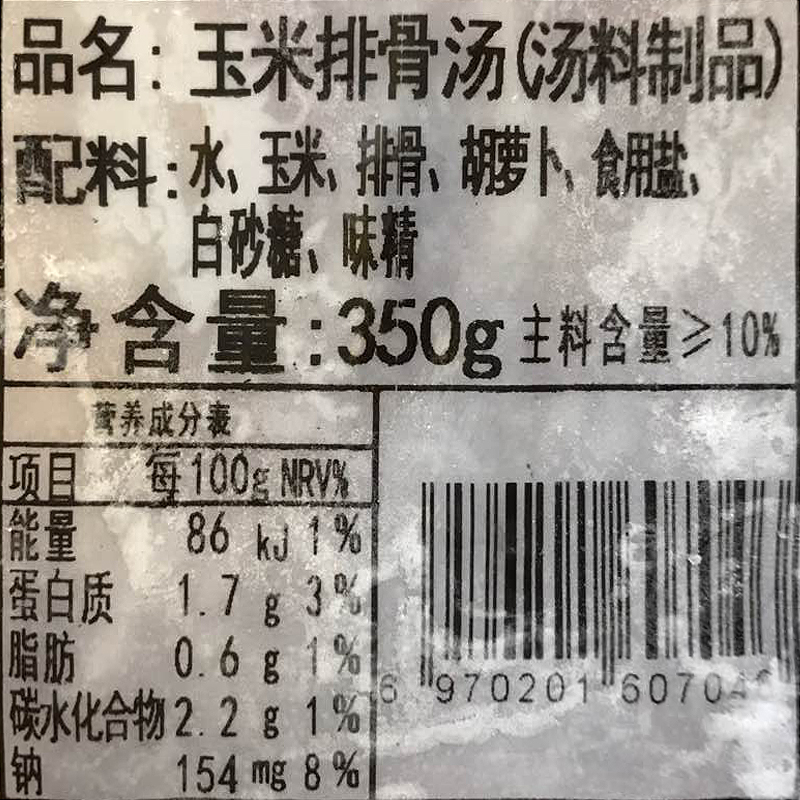 品名：玉米排骨汤（汤料制品）
配料：水、玉米、排骨、胡萝卜、食用盐、
白砂糖、味精
净含量：350g 主料含量≥10%
营养成分表
项目 每100g NRV%
能量 86 kJ 1%
蛋白质 1.7 g 3%
脂肪 0.6 g 1%
碳水化合物 2.2 g 1%
钠 154 mg 8%